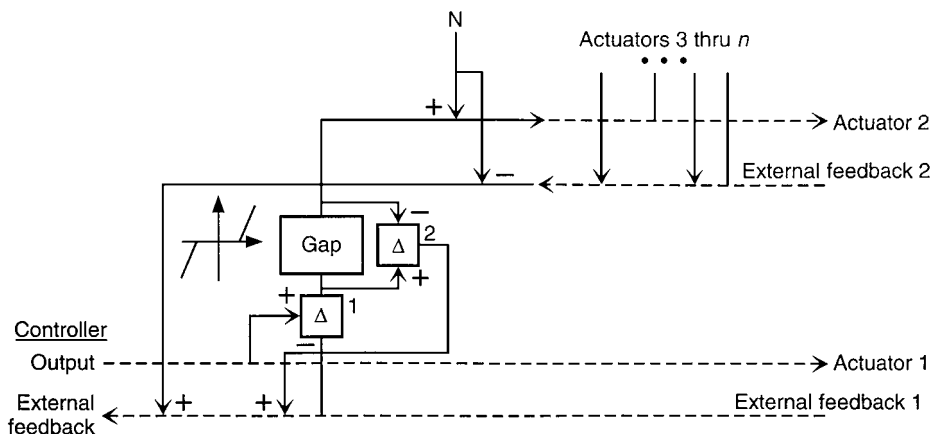 N
Actuators 3 thru n
+
Actuator 2
External feedback 2
−
−
Gap
Δ
2
+
+
Δ
1
−
Controller
Output
Actuator 1
External
feedback
+
+
External feedback 1